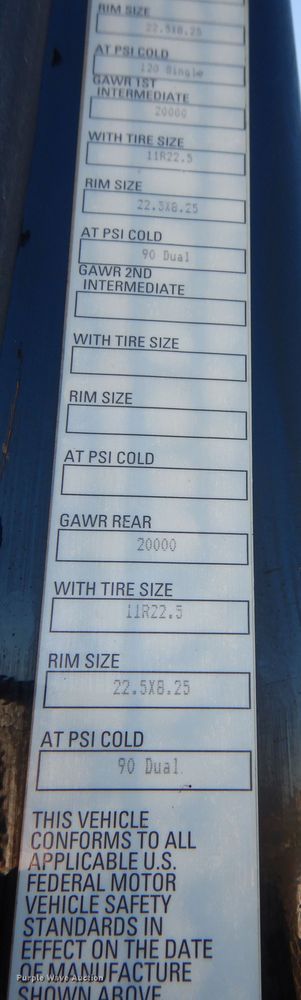 RIM SIZE
22.5X8.25
AT PSI COLD
120 Single
GAWR 1ST
INTERMEDIATE
20000
WITH TIRE SIZE
11R22.5
RIM SIZE
22.5X8.25
AT PSI COLD
90 Dual
GAWR 2ND
INTERMEDIATE
WITH TIRE SIZE
RIM SIZE
AT PSI COLD
GAWR REAR
20000
WITH TIRE SIZE
11R22.5
RIM SIZE
22.5X8.25
AT PSI COLD
90 Dual
THIS VEHICLE
CONFORMS TO ALL
APPLICABLE U.S.
FEDERAL MOTOR
VEHICLE SAFETY
STANDARDS IN
EFFECT ON THE DATE
OF MANUFACTURE
SHOWN ABOVE
Purple Wave Auction